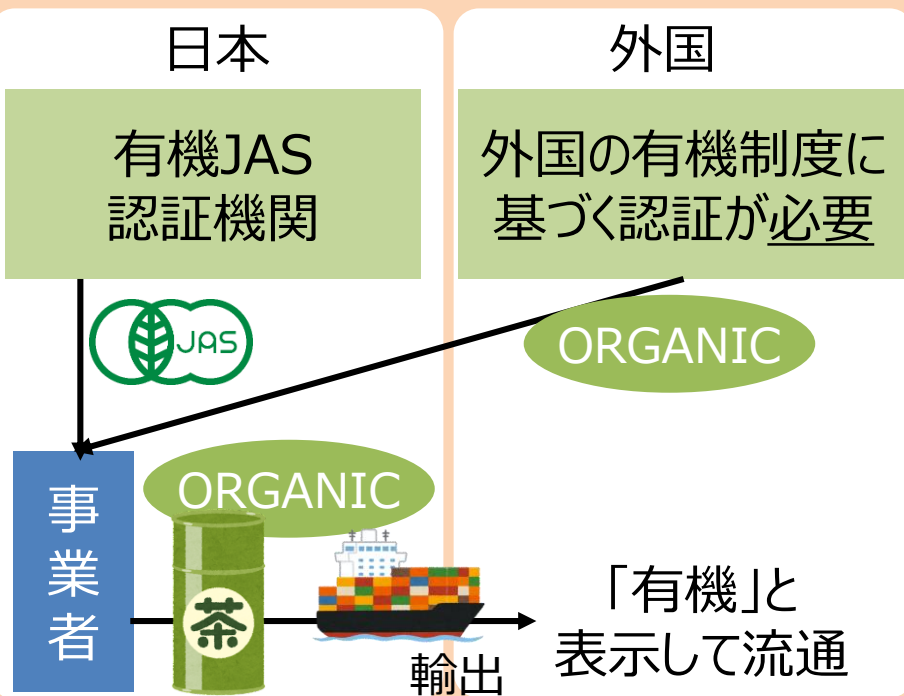 日本
外国
有機JAS
認証機関
外国の有機制度に
基づく認証が必要
JAS
ORGANIC
ORGANIC
事業者
茶
輸出
「有機」と
表示して流通